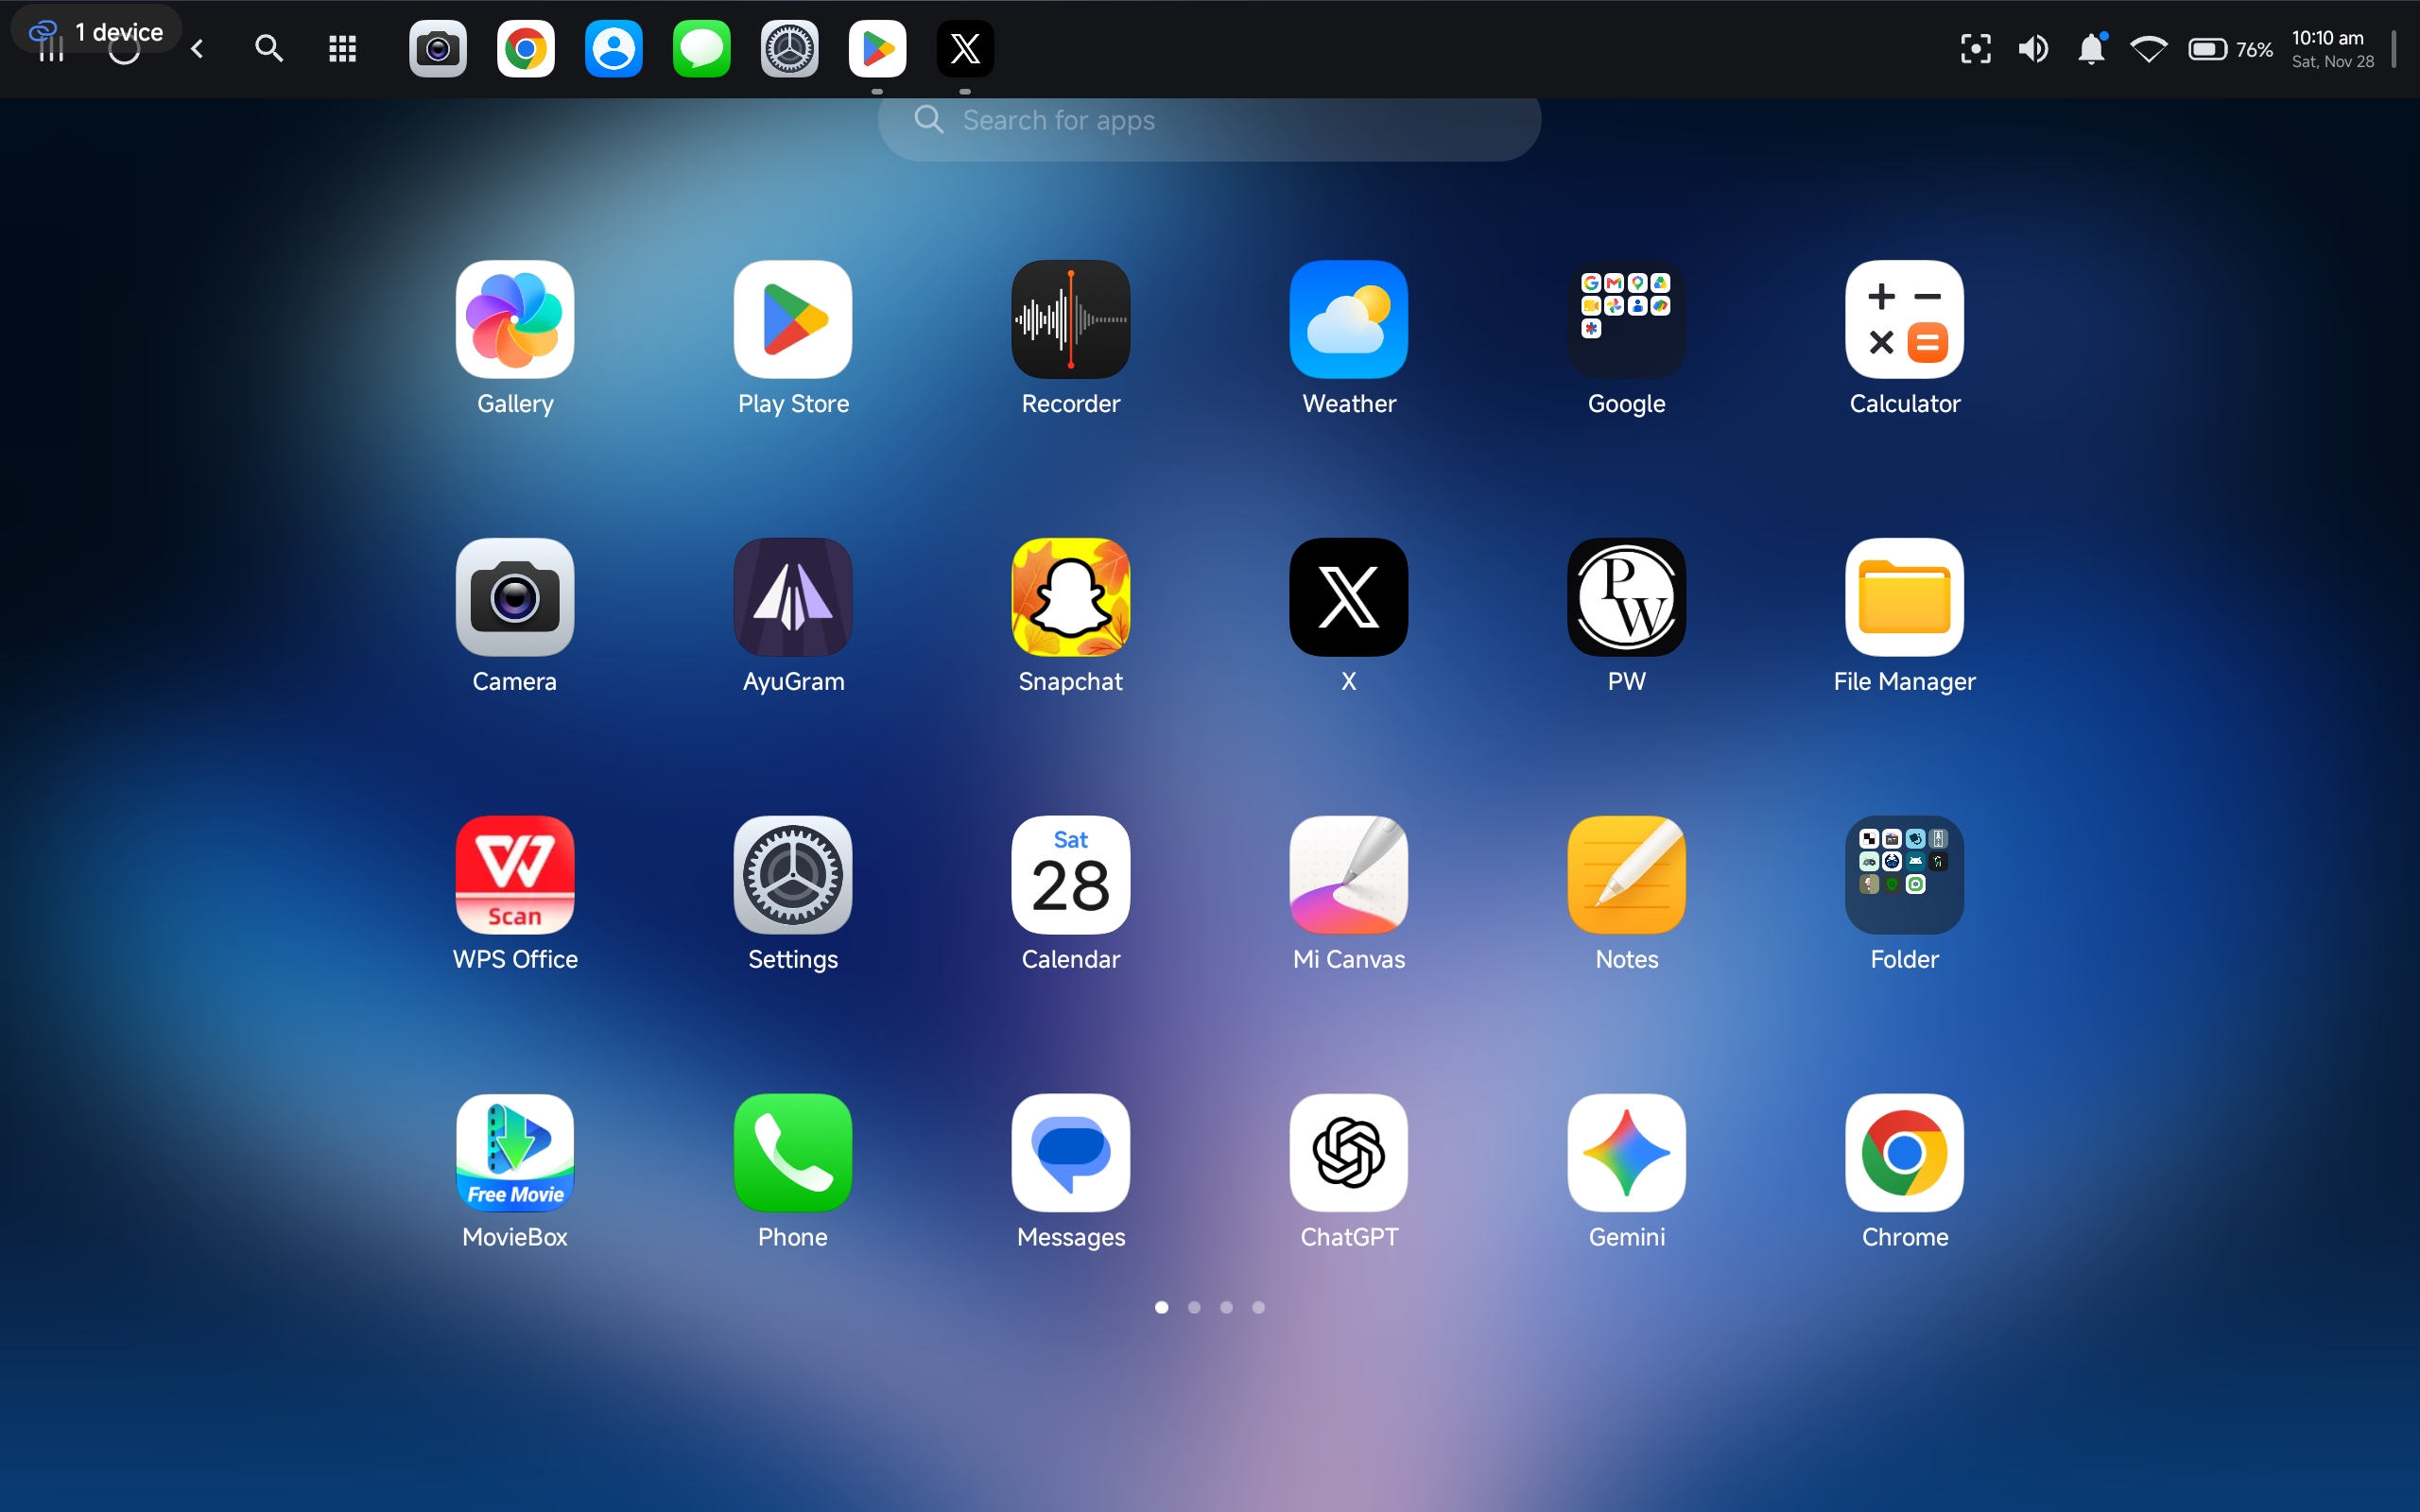 1 device
76%
10:10 am
Sat, Nov 28
Search for apps
Gallery
Play Store
Recorder
Weather
Google
Calculator
Camera
AyuGram
Snapchat
X
PW
PW
File Manager
Scan
WPS Office
Settings
Sat
28
Calendar
Mi Canvas
Notes
Folder
Free Movie
MovieBox
Phone
Messages
ChatGPT
Gemini
Chrome